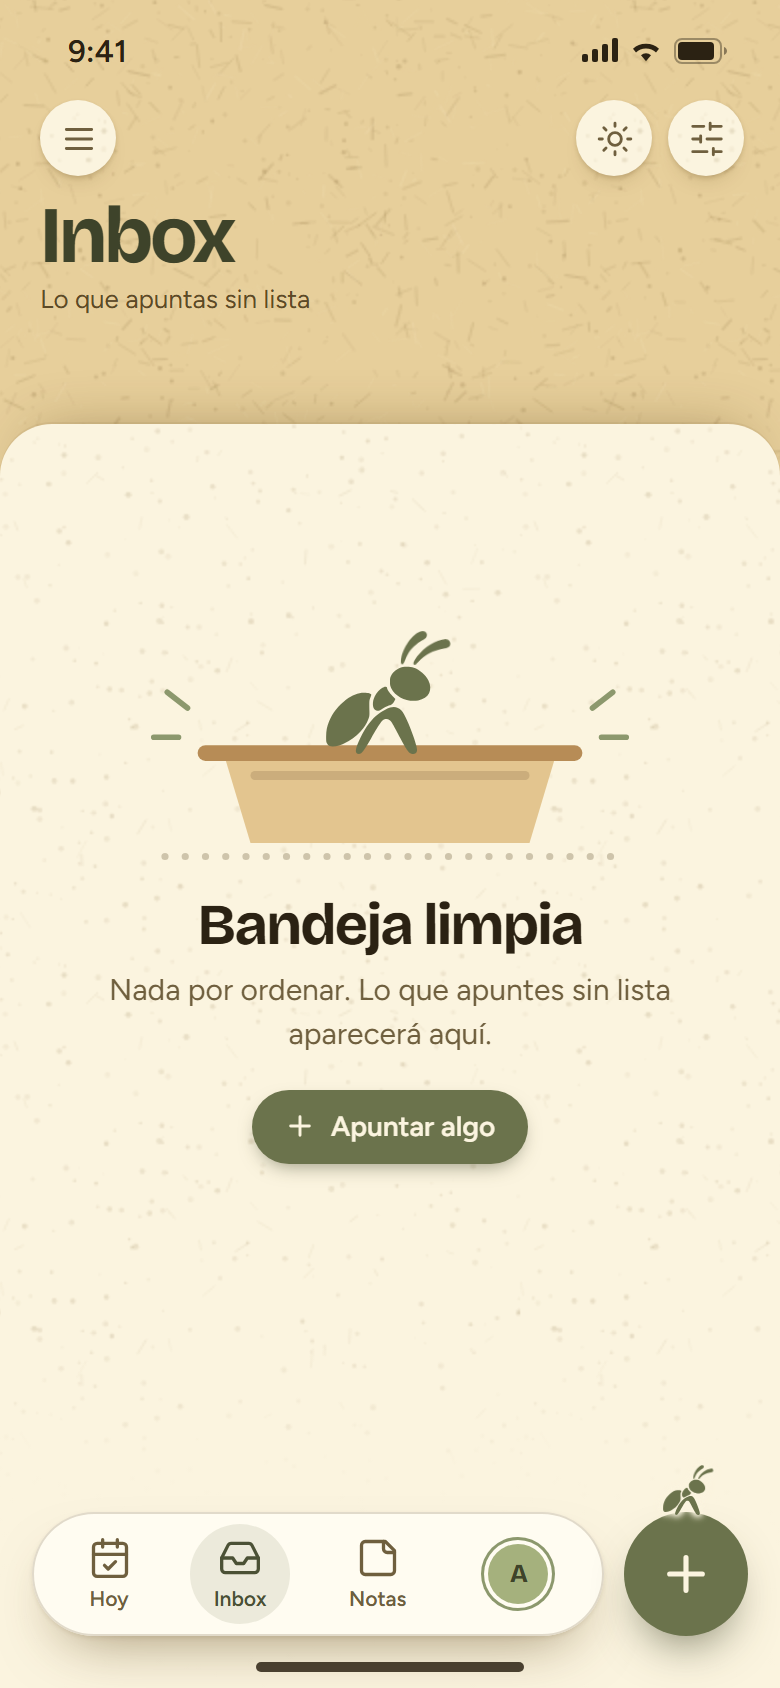 9:41
Inbox
Lo que apuntas sin lista
Bandeja limpia
Nada por ordenar. Lo que apuntes sin lista
aparecerá aquí.
Apuntar algo
Hoy
Inbox
Notas
A